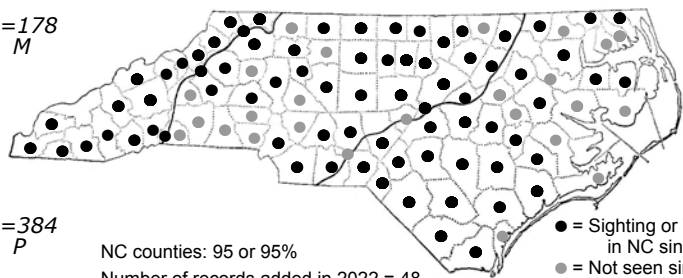 =178
M
=384
P
NC counties: 95 or 95%
● = Sighting or
in NC sin
● = Not seen si
Number of records added in 2022 = 48